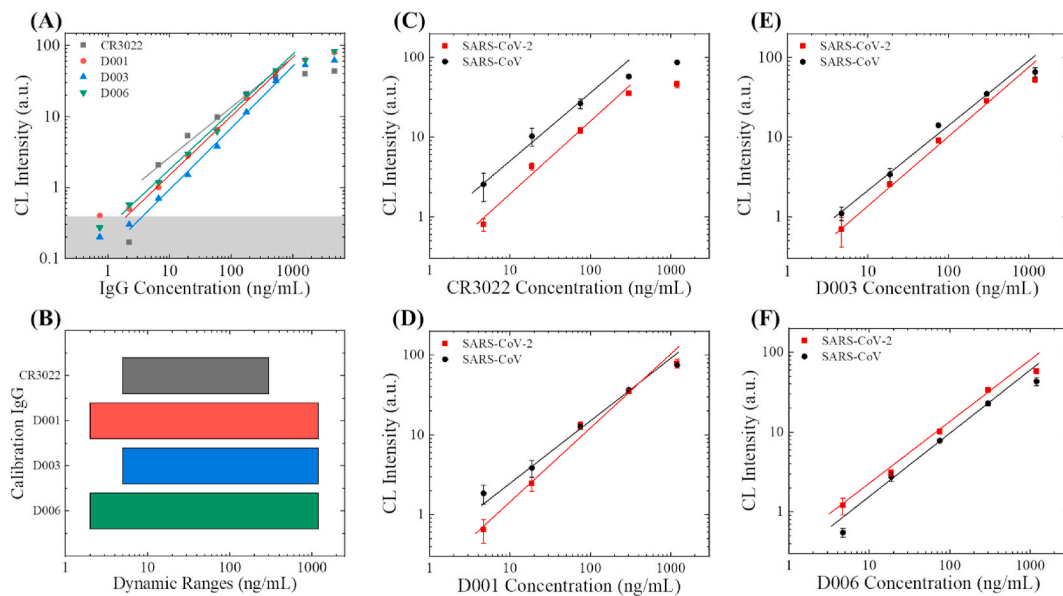 (A)
CR3022
D001
D003
D006
100
10
1
0.1
CL Intensity (a.u.)
1
10
100
1000
IgG Concentration (ng/mL)
(B)
CR3022
D001
D003
D006
Calibration IgG
1
10
100
1000
Dynamic Ranges (ng/mL)
(C)
SARS-CoV-2
SARS-CoV
100
10
1
CL Intensity (a.u.)
1
10
100
1000
CR3022 Concentration (ng/mL)
(D)
SARS-CoV-2
SARS-CoV
100
10
1
CL Intensity (a.u.)
1
10
100
1000
D001 Concentration (ng/mL)
(E)
SARS-CoV-2
SARS-CoV
100
10
1
CL Intensity (a.u.)
1
10
100
1000
D003 Concentration (ng/mL)
(F)
SARS-CoV-2
SARS-CoV
100
10
1
CL Intensity (a.u.)
1
10
100
1000
D006 Concentration (ng/mL)